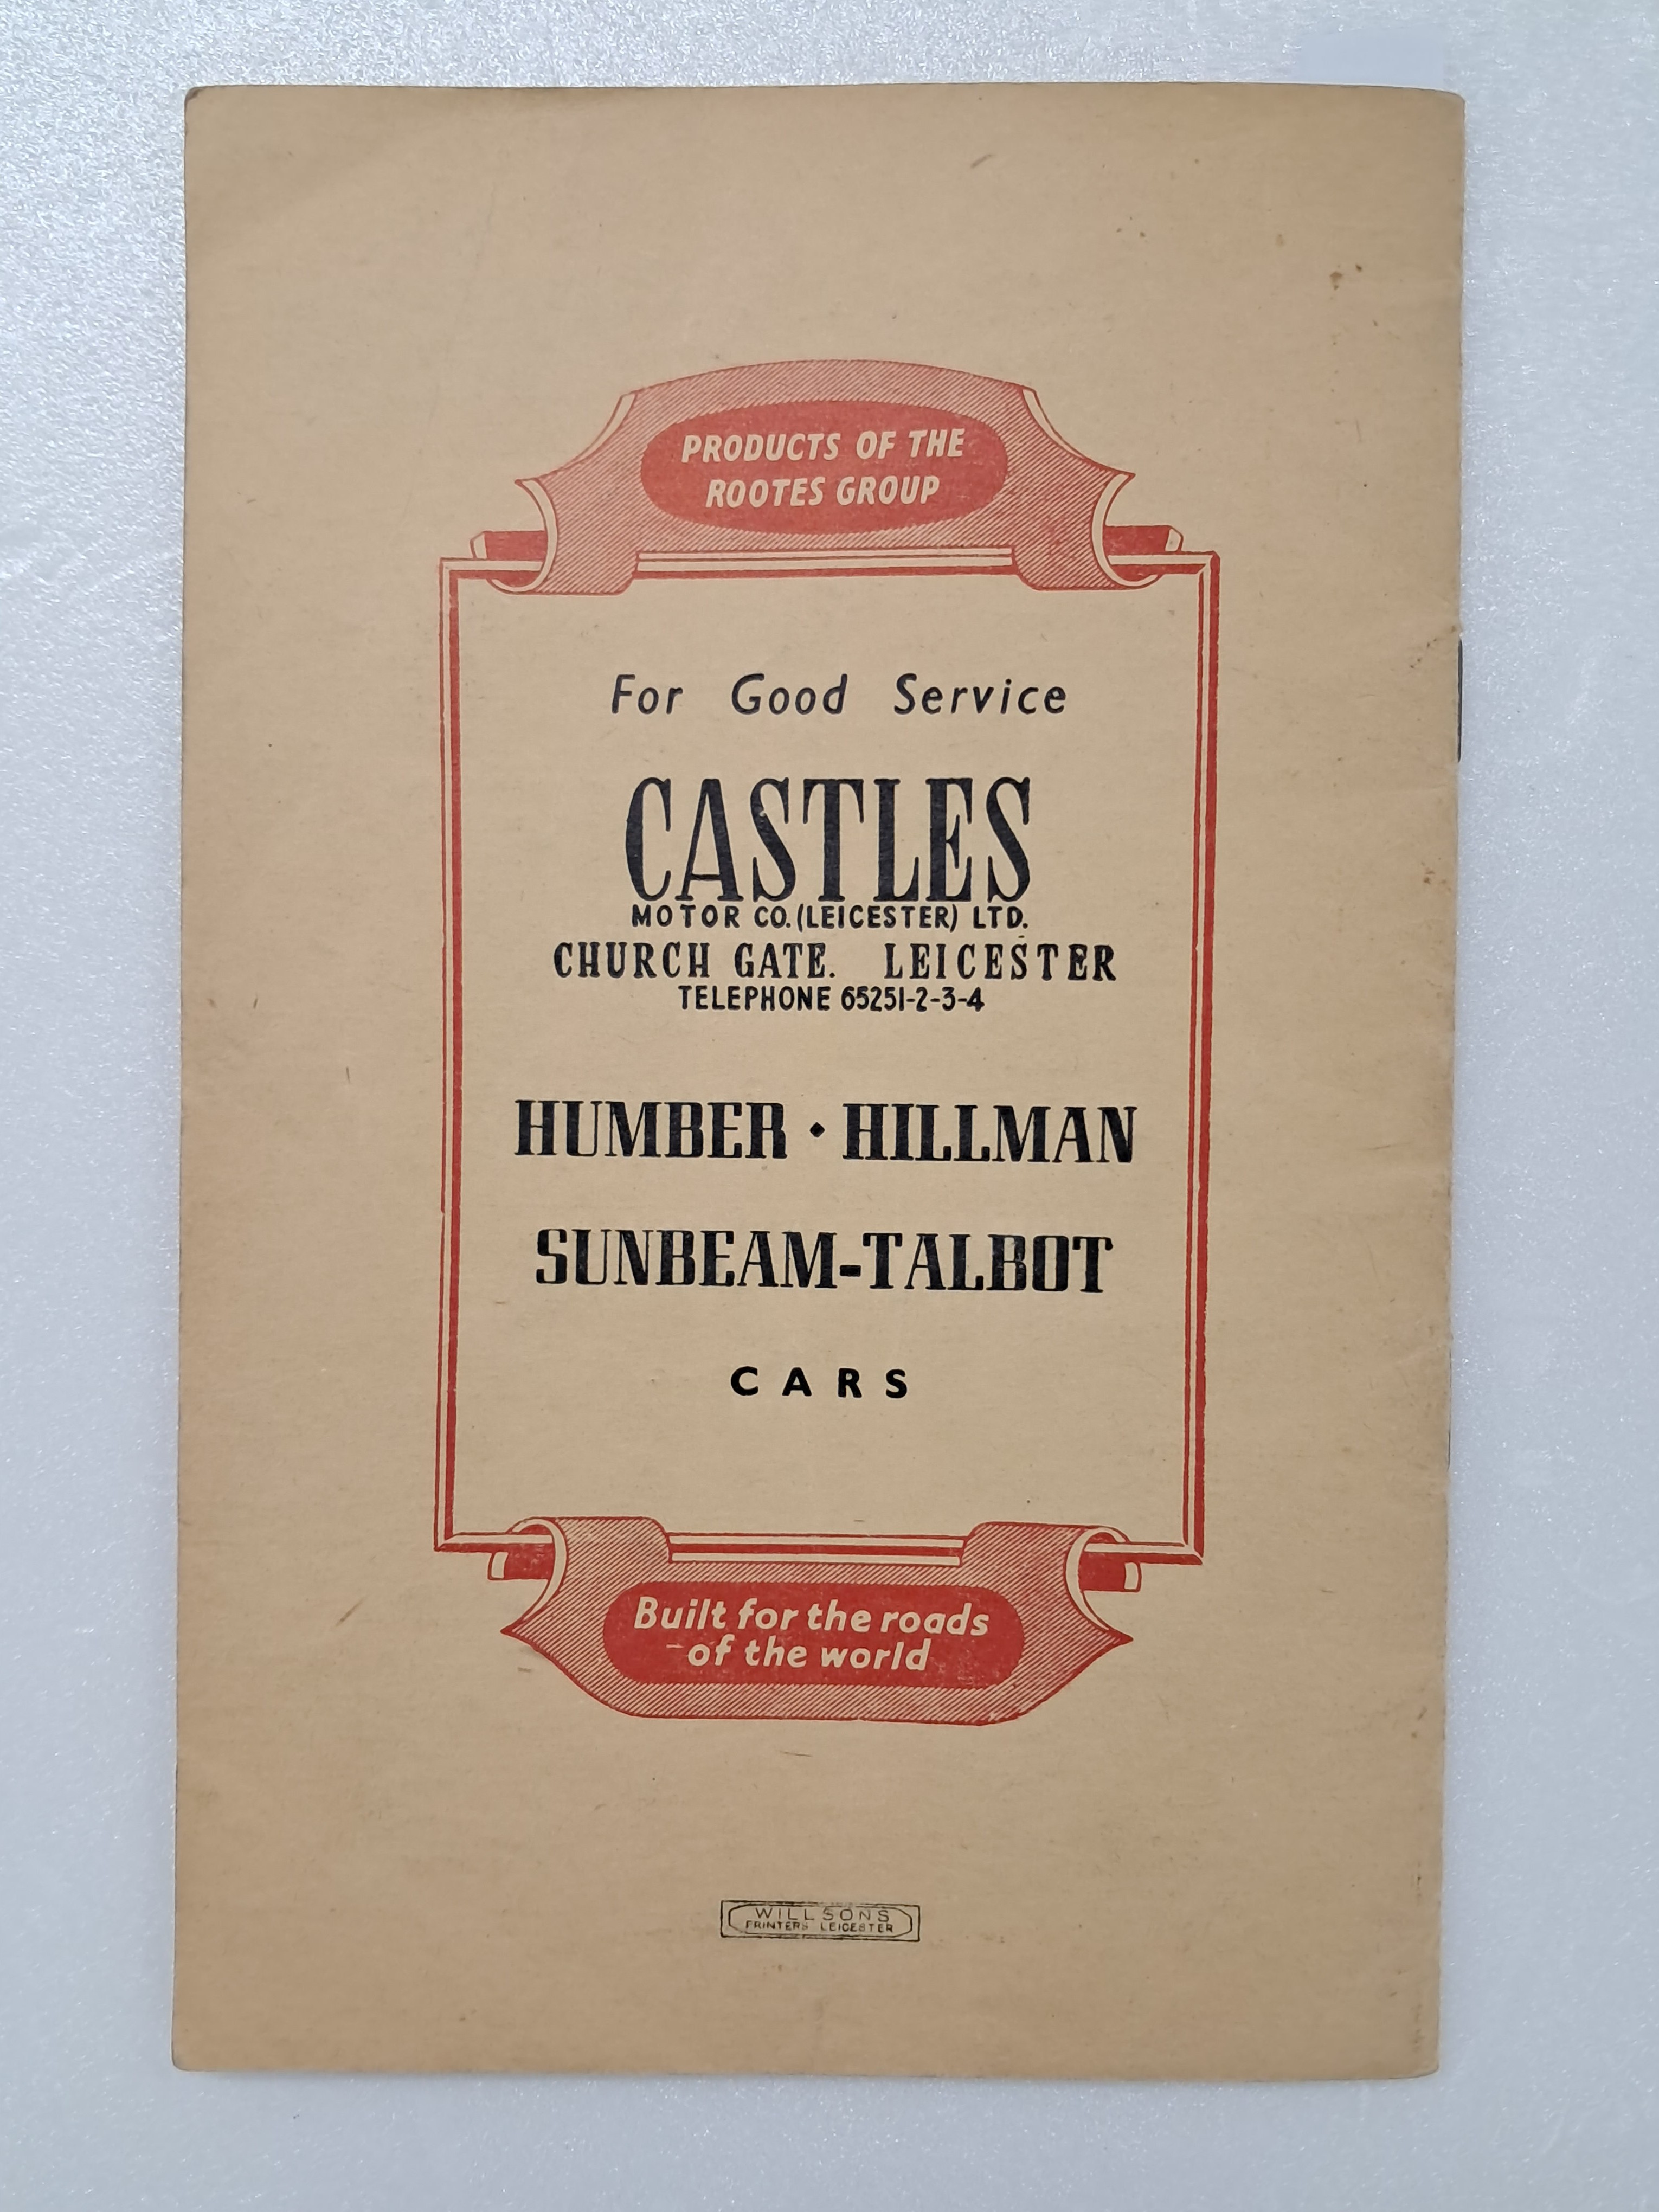 PRODUCTS OF THE
ROOTES GROUP
For Good Service
CASTLES
MOTOR CO. (LEICESTER) LTD.
CHURCH GATE. LEICESTER
TELEPHONE 65251-2-3-4
HUMBER · HILLMAN
SUNBEAM-TALBOT
CARS
Built for the roads
of the world
WILLSONS
PRINTERS LEICESTER